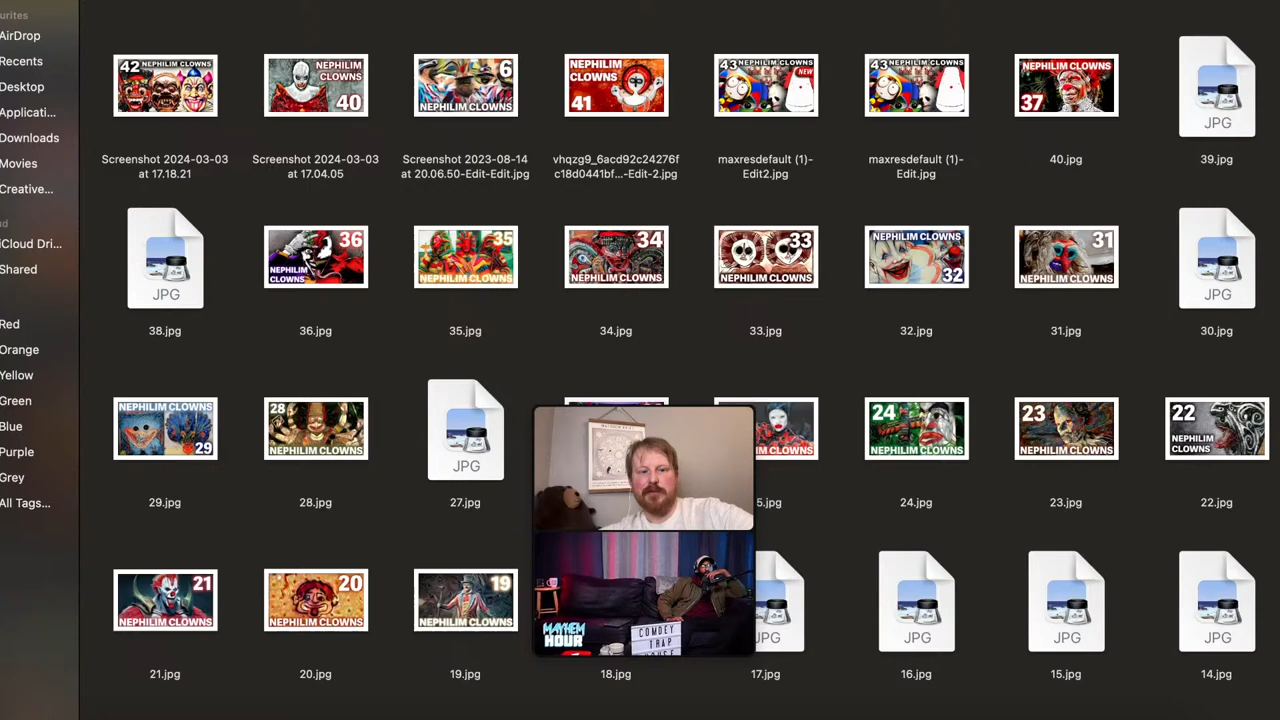 urites
AirDrop
Recents
Desktop
Applicati...
Downloads
Movies
Creative...
ud
iCloud Dri...
Shared
Red
Orange
Yellow
Green
Blue
Purple
Grey
All Tags...
42 NEPHILIM CLOWNS
NEPHILIM
CLOWNS
40
6
NEPHILIM CLOWNS
NEPHILIM
CLOWNS
41
43 NEPHILIM CLOWNS
NEW
43 NEPHILIM CLOWNS
NEPHILIM CLOWNS
37
JPG
Screenshot 2024-03-03
at 17.18.21
Screenshot 2024-03-03
at 17.04.05
Screenshot 2023-08-14
at 20.06.50-Edit-Edit.jpg
vhqzg9_6acd92c24276f
c18d0441bf...-Edit-2.jpg
maxresdefault (1)-
Edit2.jpg
maxresdefault (1)-
Edit.jpg
40.jpg
39.jpg
JPG
36
NEPHILIM
CLOWNS
35
NEPHILIM CLOWNS
34
NEPHILIM CLOWNS
33
NEPHILIM CLOWNS
NEPHILIM CLOWNS
32
31
NEPHILIM CLOWNS
JPG
38.jpg
36.jpg
35.jpg
34.jpg
33.jpg
32.jpg
31.jpg
30.jpg
NEPHILIM CLOWNS
29
28
NEPHILIM CLOWNS
JPG
24
NEPHILIM CLOWNS
23
NEPHILIM CLOWNS
22
NEPHILIM
CLOWNS
29.jpg
28.jpg
27.jpg
5.jpg
24.jpg
23.jpg
22.jpg
21
NEPHILIM CLOWNS
20
NEPHILIM CLOWNS
19
NEPHILIM CLOWNS
MAYHEM
HOUR
COMDEY
TRAP
HOUSE
JPG
JPG
JPG
JPG
21.jpg
20.jpg
19.jpg
18.jpg
17.jpg
16.jpg
15.jpg
14.jpg